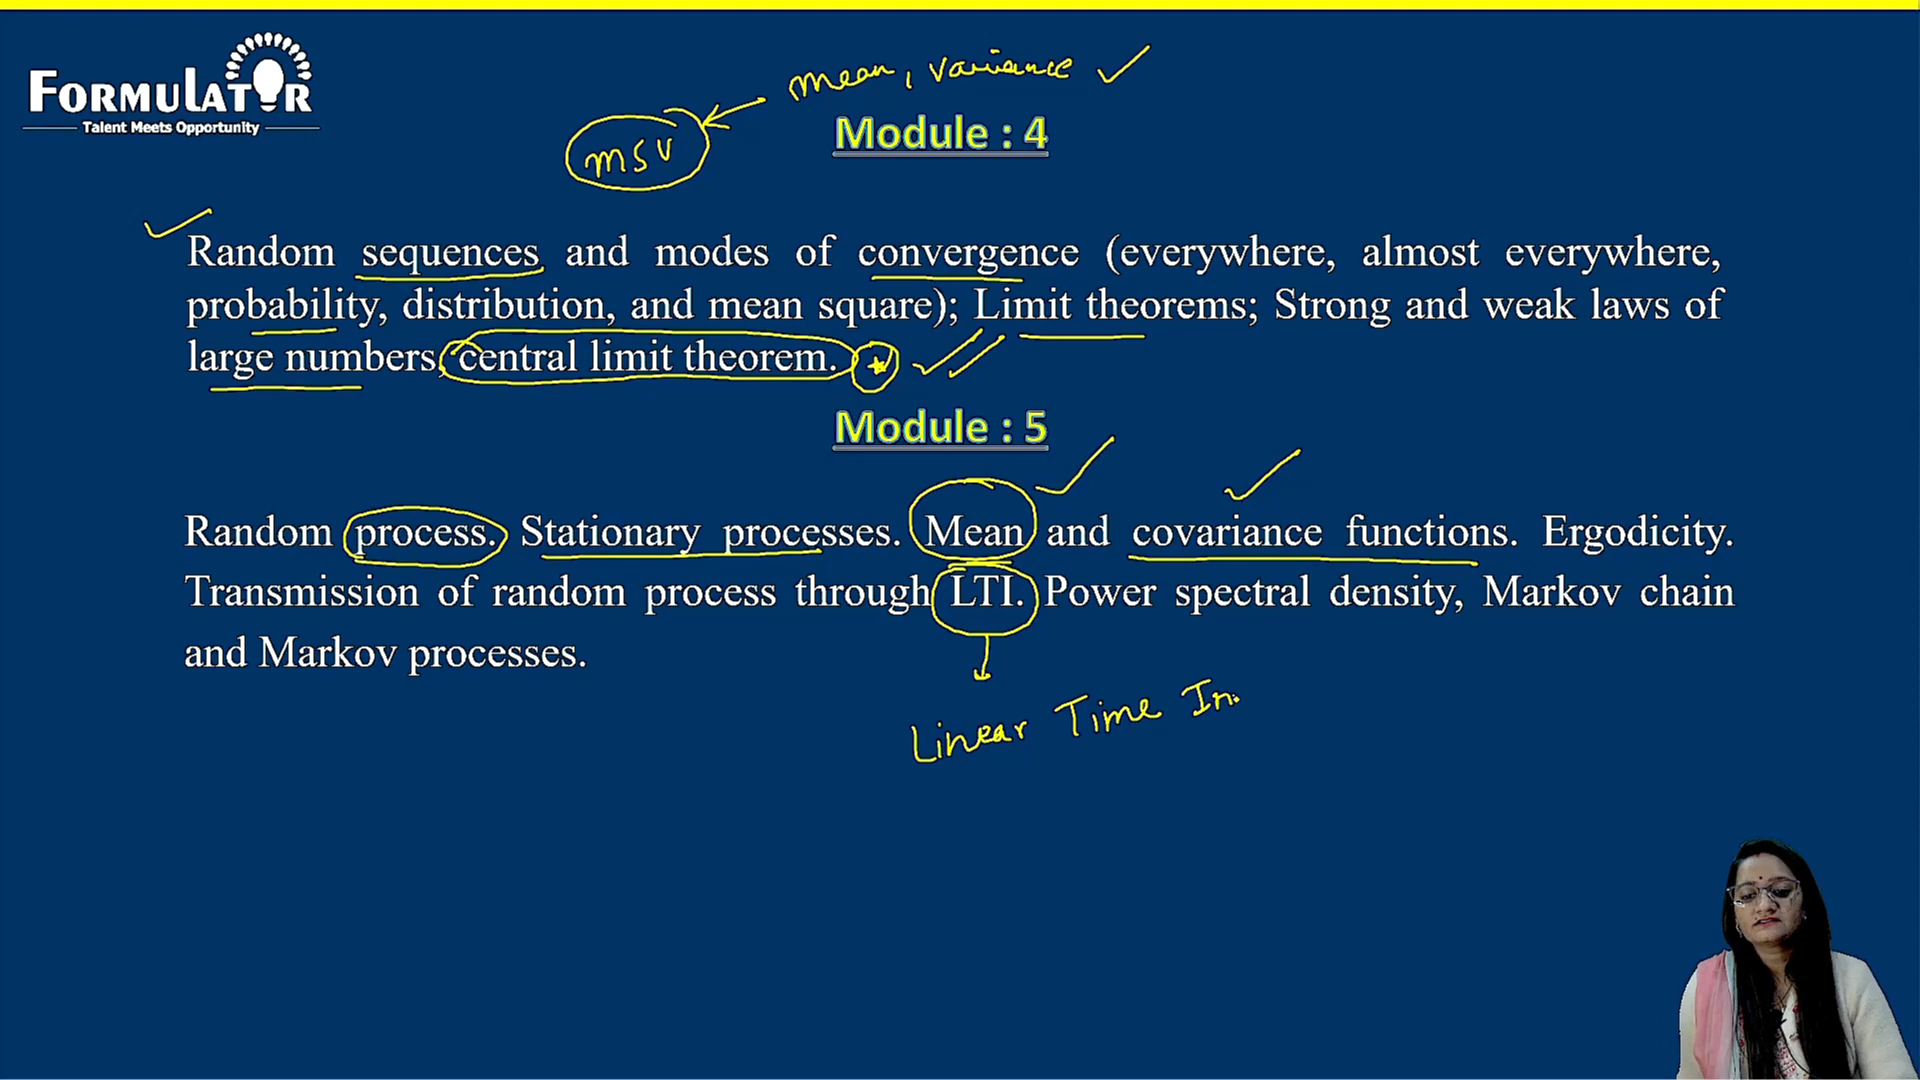 FORMULATOR
Talent Meets Opportunity
mean, variance
MSV
Module : 4
Random sequences and modes of convergence (everywhere, almost everywhere,
probability, distribution, and mean square); Limit theorems; Strong and weak laws of
large numbers, central limit theorem.
Module : 5
Random process. Stationary processes. Mean and covariance functions. Ergodicity.
Transmission of random process through LTI. Power spectral density, Markov chain
and Markov processes.
Linear Time In